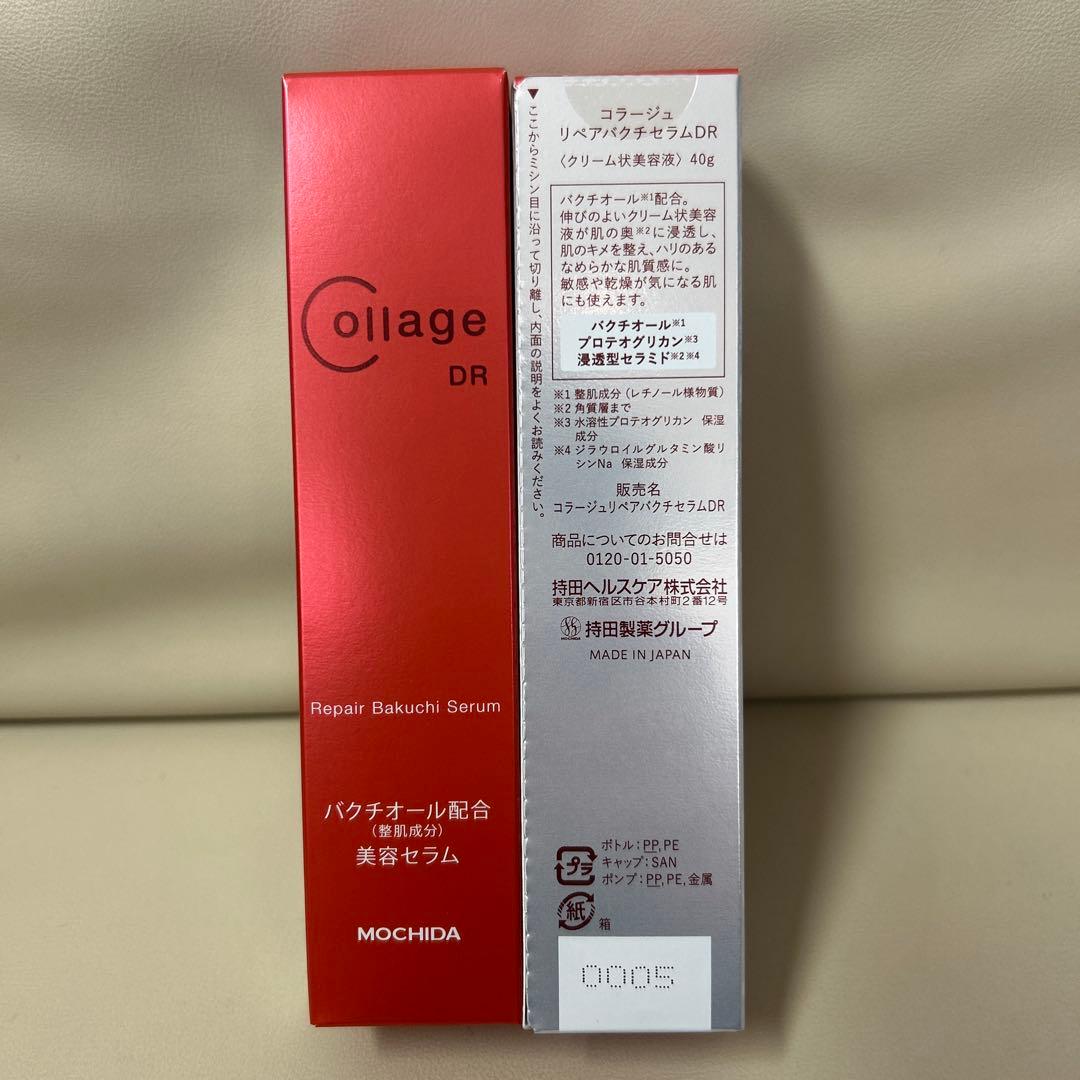 Collage
DR
Repair Bakuchi Serum
バクチオール配合
(整肌成分)
美容セラム
MOCHIDA
▼ここからミシン目に沿って切り離し、内面の説明をよくお読みください。
コラージュ
リペアバクチセラムDR
〈クリーム状美容液〉40g
バクチオール※1配合。
伸びのよいクリーム状美容
液が肌の奥※2に浸透し、
肌のキメを整え、ハリのある
なめらかな肌質感に。
敏感や乾燥が気になる肌
にも使えます。
バクチオール※1
プロテオグリカン※3
浸透型セラミド※2※4
※1 整肌成分(レチノール様物質)
※2 角質層まで
※3 水溶性プロテオグリカン 保湿
成分
※4 ジラウロイルグルタミン酸リ
シンNa 保湿成分
販売名
コラージュリペアバクチセラムDR
商品についてのお問合せは
0120-01-5050
持田ヘルスケア株式会社
東京都新宿区市谷本村町2番12号
MOCHIDA 持田製薬グループ
MADE IN JAPAN
プラ
ボトル:PP,PE
キャップ:SAN
ポンプ:PP,PE,金属
紙 箱
0005